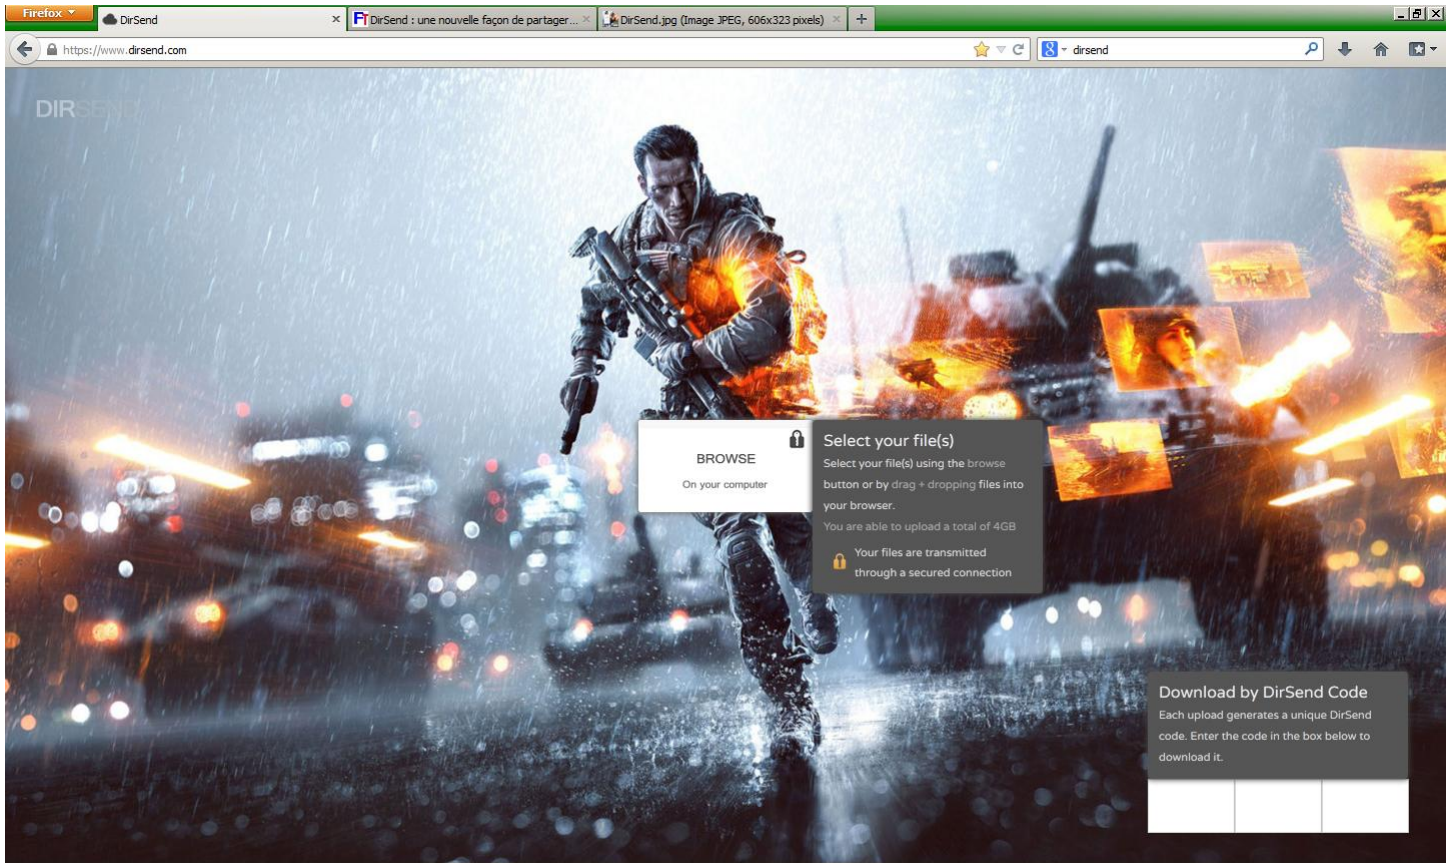 Firefox
DirSend
DirSend : une nouvelle façon de partager...
DirSend.jpg (Image JPEG, 606x323 pixels)
https://www.dirsend.com
dirsend
DIRSEND
BROWSE
On your computer
Select your file(s)
Select your file(s) using the browse
button or by drag + dropping files into
your browser.
You are able to upload a total of 4GB
Your files are transmitted
through a secured connection
Download by DirSend Code
Each upload generates a unique DirSend
code. Enter the code in the box below to
download it.